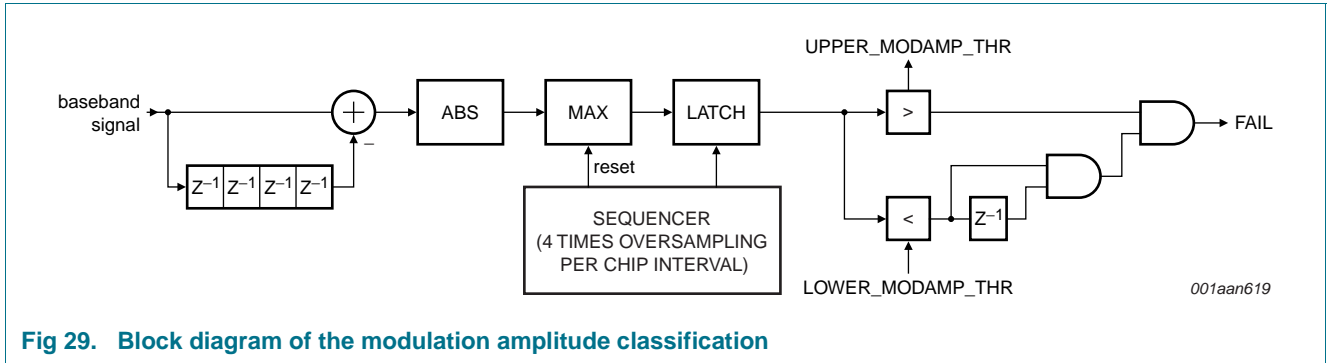 UPPER_MODAMP_THR
baseband
signal
+
−
ABS
MAX
LATCH
>
FAIL
reset
Z−1 Z−1 Z−1 Z−1
SEQUENCER
(4 TIMES OVERSAMPLING
PER CHIP INTERVAL)
<
Z−1
LOWER_MODAMP_THR
001aan619
Fig 29. Block diagram of the modulation amplitude classification